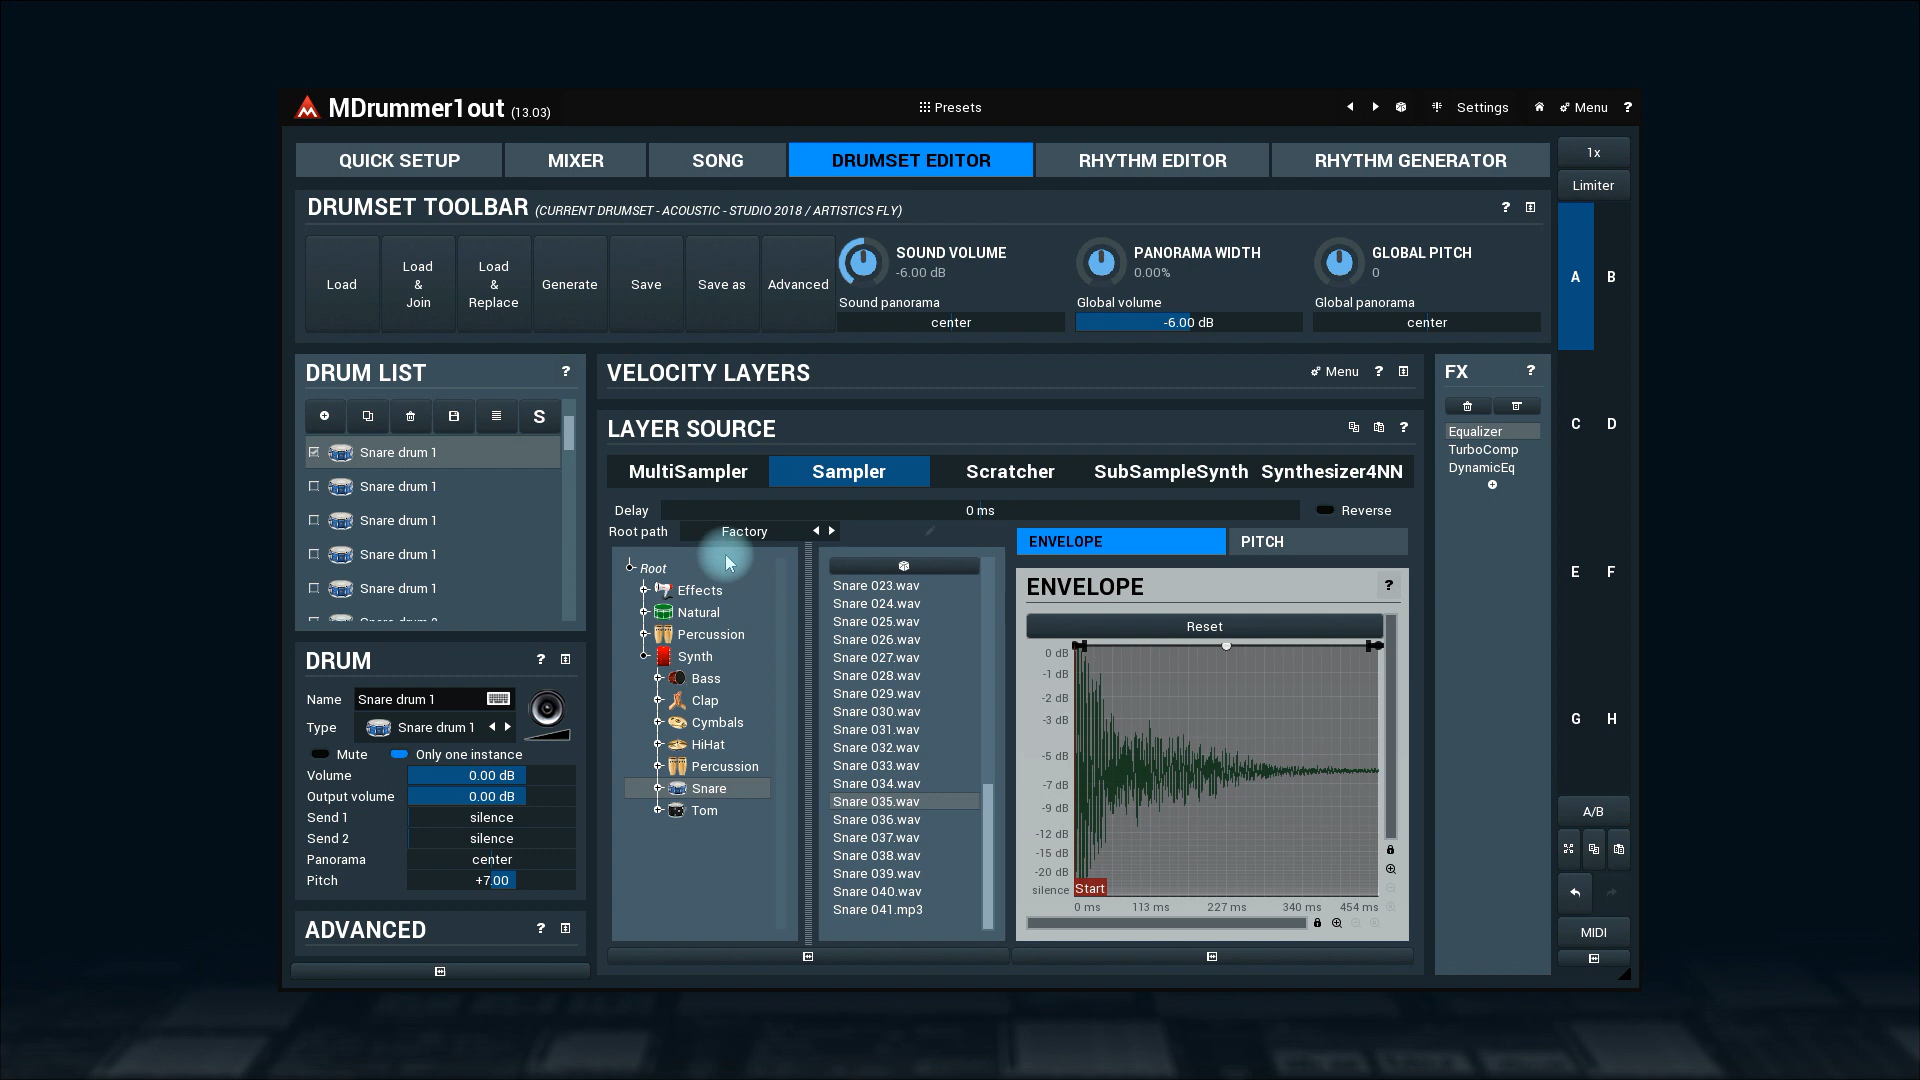 MDrummer1out (13.03)
Presets
Settings
Menu ?
QUICK SETUP MIXER SONG DRUMSET EDITOR RHYTHM EDITOR RHYTHM GENERATOR
1x
Limiter
DRUMSET TOOLBAR (CURRENT DRUMSET - ACOUSTIC - STUDIO 2018 / ARTISTICS FLY) ?
Load
Load
&
Join
Load
&
Replace
Generate
Save
Save as
Advanced
SOUND VOLUME
-6.00 dB
Sound panorama
center
PANORAMA WIDTH
0.00%
Global volume
-6.00 dB
GLOBAL PITCH
0
Global panorama
center
A B
C D
E F
G H
A/B
MIDI
DRUM LIST ?
S
Snare drum 1
Snare drum 1
Snare drum 1
Snare drum 1
Snare drum 1
DRUM ?
Name Snare drum 1
Type Snare drum 1
Mute Only one instance
Volume 0.00 dB
Output volume 0.00 dB
Send 1 silence
Send 2 silence
Panorama center
Pitch +7.00
ADVANCED ?
VELOCITY LAYERS Menu ?
LAYER SOURCE ?
MultiSampler Sampler Scratcher SubSampleSynth Synthesizer4NN
Delay 0 ms Reverse
Root path Factory
Root
Effects
Natural
Percussion
Synth
Bass
Clap
Cymbals
HiHat
Percussion
Snare
Tom
Snare 023.wav
Snare 024.wav
Snare 025.wav
Snare 026.wav
Snare 027.wav
Snare 028.wav
Snare 029.wav
Snare 030.wav
Snare 031.wav
Snare 032.wav
Snare 033.wav
Snare 034.wav
Snare 035.wav
Snare 036.wav
Snare 037.wav
Snare 038.wav
Snare 039.wav
Snare 040.wav
Snare 041.mp3
ENVELOPE PITCH
ENVELOPE ?
Reset
0 dB
-1 dB
-2 dB
-3 dB
-5 dB
-7 dB
-9 dB
-12 dB
-15 dB
-20 dB
silence
Start
0 ms 113 ms 227 ms 340 ms 454 ms
FX ?
Equalizer
TurboComp
DynamicEq